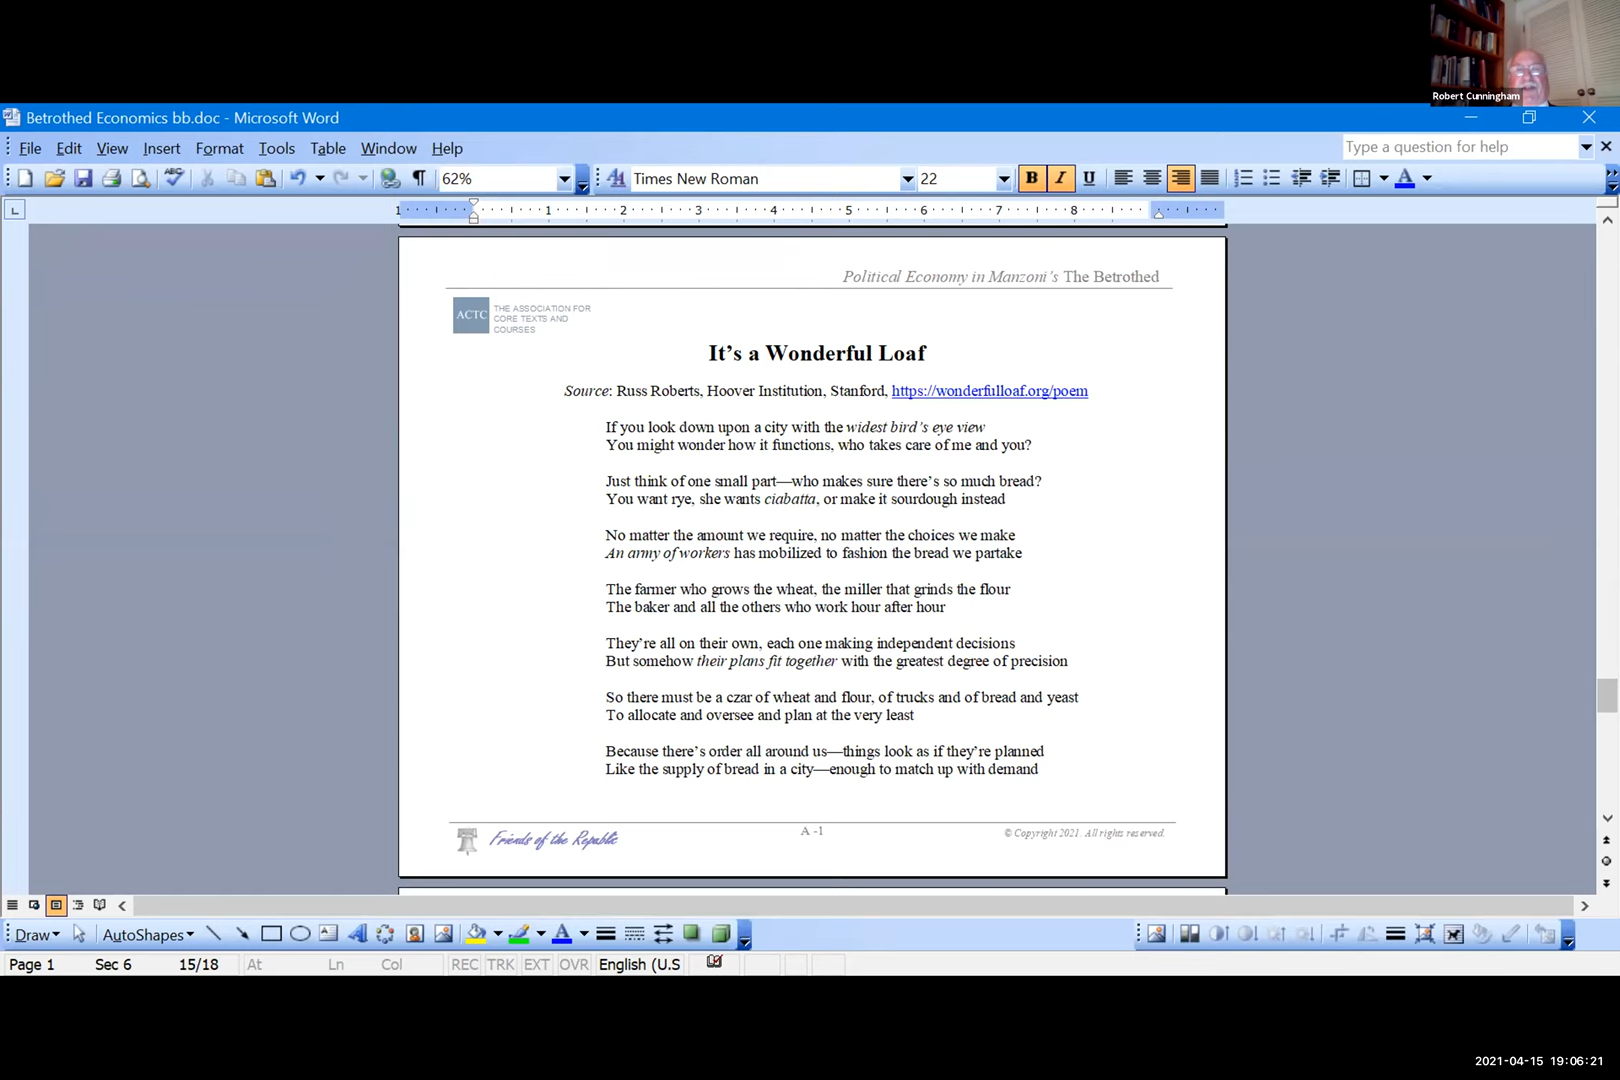 Robert Cunningham
Betrothed Economics bb.doc - Microsoft Word
File Edit View Insert Format Tools Table Window Help
Type a question for help
62%
Times New Roman
22
B I U
1 1 2 3 4 5 6 7 8
Political Economy in Manzoni's The Betrothed
ACTC
THE ASSOCIATION FOR
CORE TEXTS AND
COURSES
It's a Wonderful Loaf
Source: Russ Roberts, Hoover Institution, Stanford, https://wonderfulloaf.org/poem
If you look down upon a city with the widest bird's eye view
You might wonder how it functions, who takes care of me and you?
Just think of one small part—who makes sure there's so much bread?
You want rye, she wants ciabatta, or make it sourdough instead
No matter the amount we require, no matter the choices we make
An army of workers has mobilized to fashion the bread we partake
The farmer who grows the wheat, the miller that grinds the flour
The baker and all the others who work hour after hour
They're all on their own, each one making independent decisions
But somehow their plans fit together with the greatest degree of precision
So there must be a czar of wheat and flour, of trucks and of bread and yeast
To allocate and oversee and plan at the very least
Because there's order all around us—things look as if they're planned
Like the supply of bread in a city—enough to match up with demand
Friends of the Republic
A -1
© Copyright 2021. All rights reserved.
Draw AutoShapes
Page 1 Sec 6 15/18 At Ln Col REC TRK EXT OVR English (U.S
2021-04-15 19:06:21